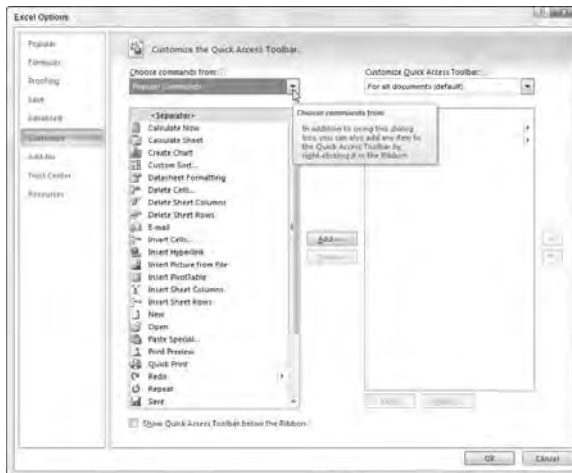 Excel Options
Popular
Formulas
Proofing
Save
Advanced
Customize
Add-Ins
Trust Center
Resources
Customize the Quick Access Toolbar.
Choose commands from:
Popular Commands
Customize Quick Access Toolbar:
For all documents (default)
Choose commands from:
In addition to using this dialog
box, you can also add any item to
the Quick Access Toolbar by
right-clicking it in the Ribbon.
<Separator>
Calculate Now
Calculate Sheet
Create Chart
Custom Sort...
Datasheet Formatting
Delete Cells...
Delete Sheet Columns
Delete Sheet Rows
E-mail
Insert Cells...
Insert Hyperlink
Insert Picture from File
Insert PivotTable
Insert Sheet Columns
Insert Sheet Rows
New
Open
Paste Special...
Print Preview
Quick Print
Redo
Repeat
Save
Add >>
Show Quick Access Toolbar below the Ribbon
OK
Cancel